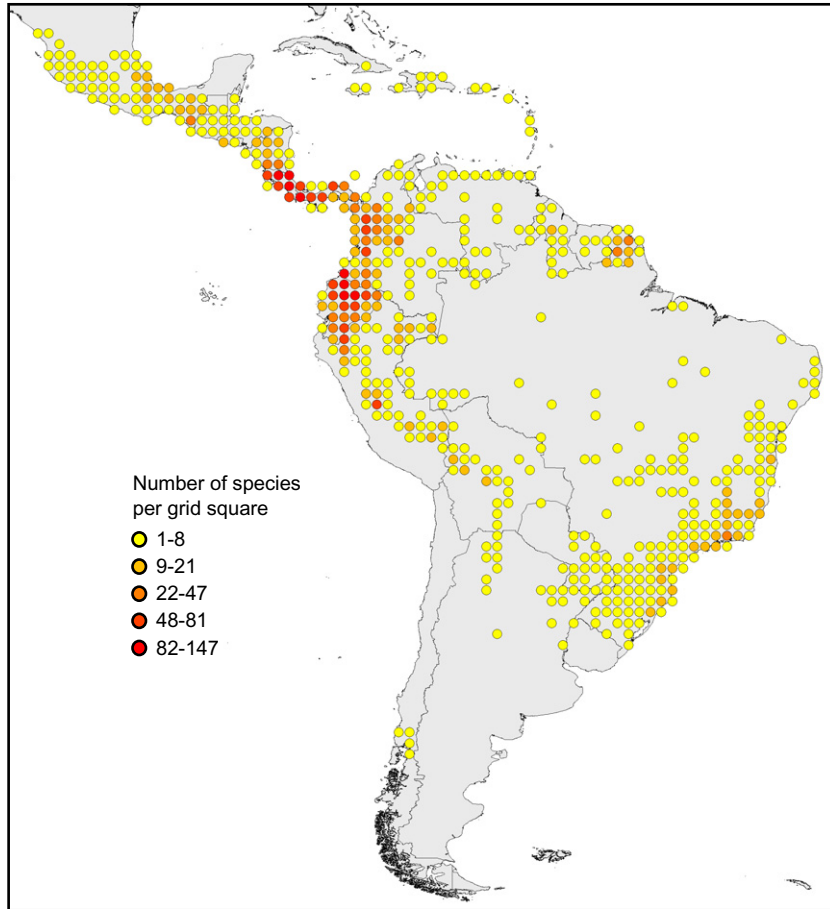 Number of species
per grid square
1-8
9-21
22-47
48-81
82-147